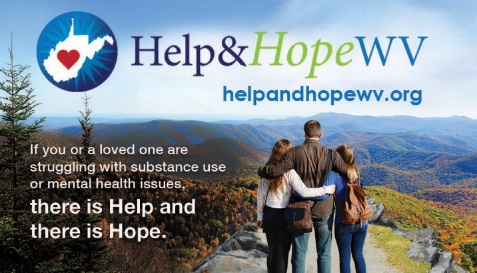 Help&HopeWV
helpandhopewv.org
If you or a loved one are
struggling with substance use
or mental health issues,
there is Help and
there is Hope.